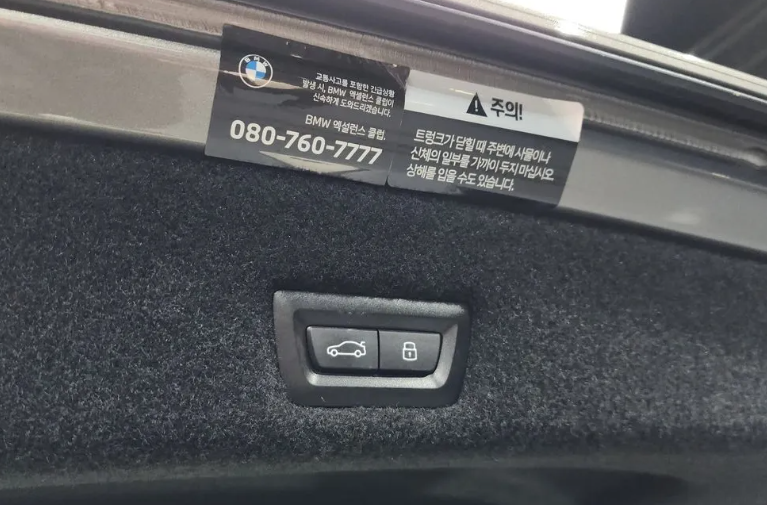 BMW
교통사고를 포함한 긴급상황
발생 시, BMW 엑설런스 클럽이
신속하게 도와드리겠습니다.
BMW 엑설런스 클럽.
080-760-7777
주의!
트렁크가 닫힐 때 주변에 사물이나
신체의 일부를 가까이 두지 마십시오.
상해를 입을 수도 있습니다.